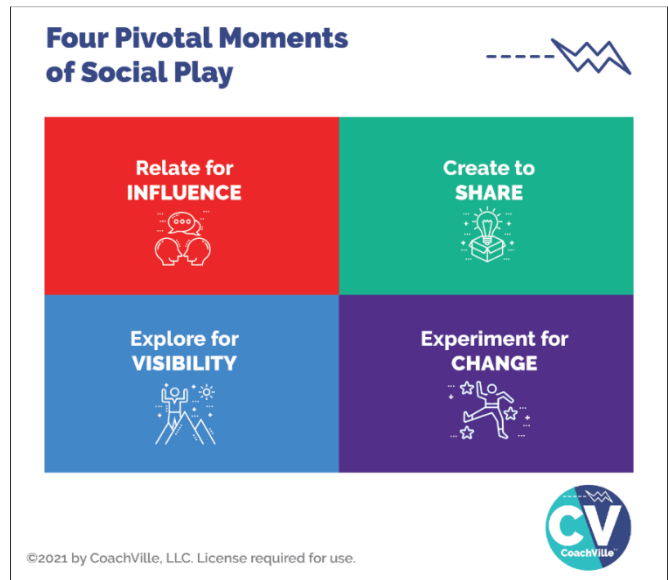 Four Pivotal Moments
of Social Play
Relate for
INFLUENCE
Create to
SHARE
Explore for
VISIBILITY
Experiment for
CHANGE
CV
CoachVille™
©2021 by CoachVille, LLC. License required for use.